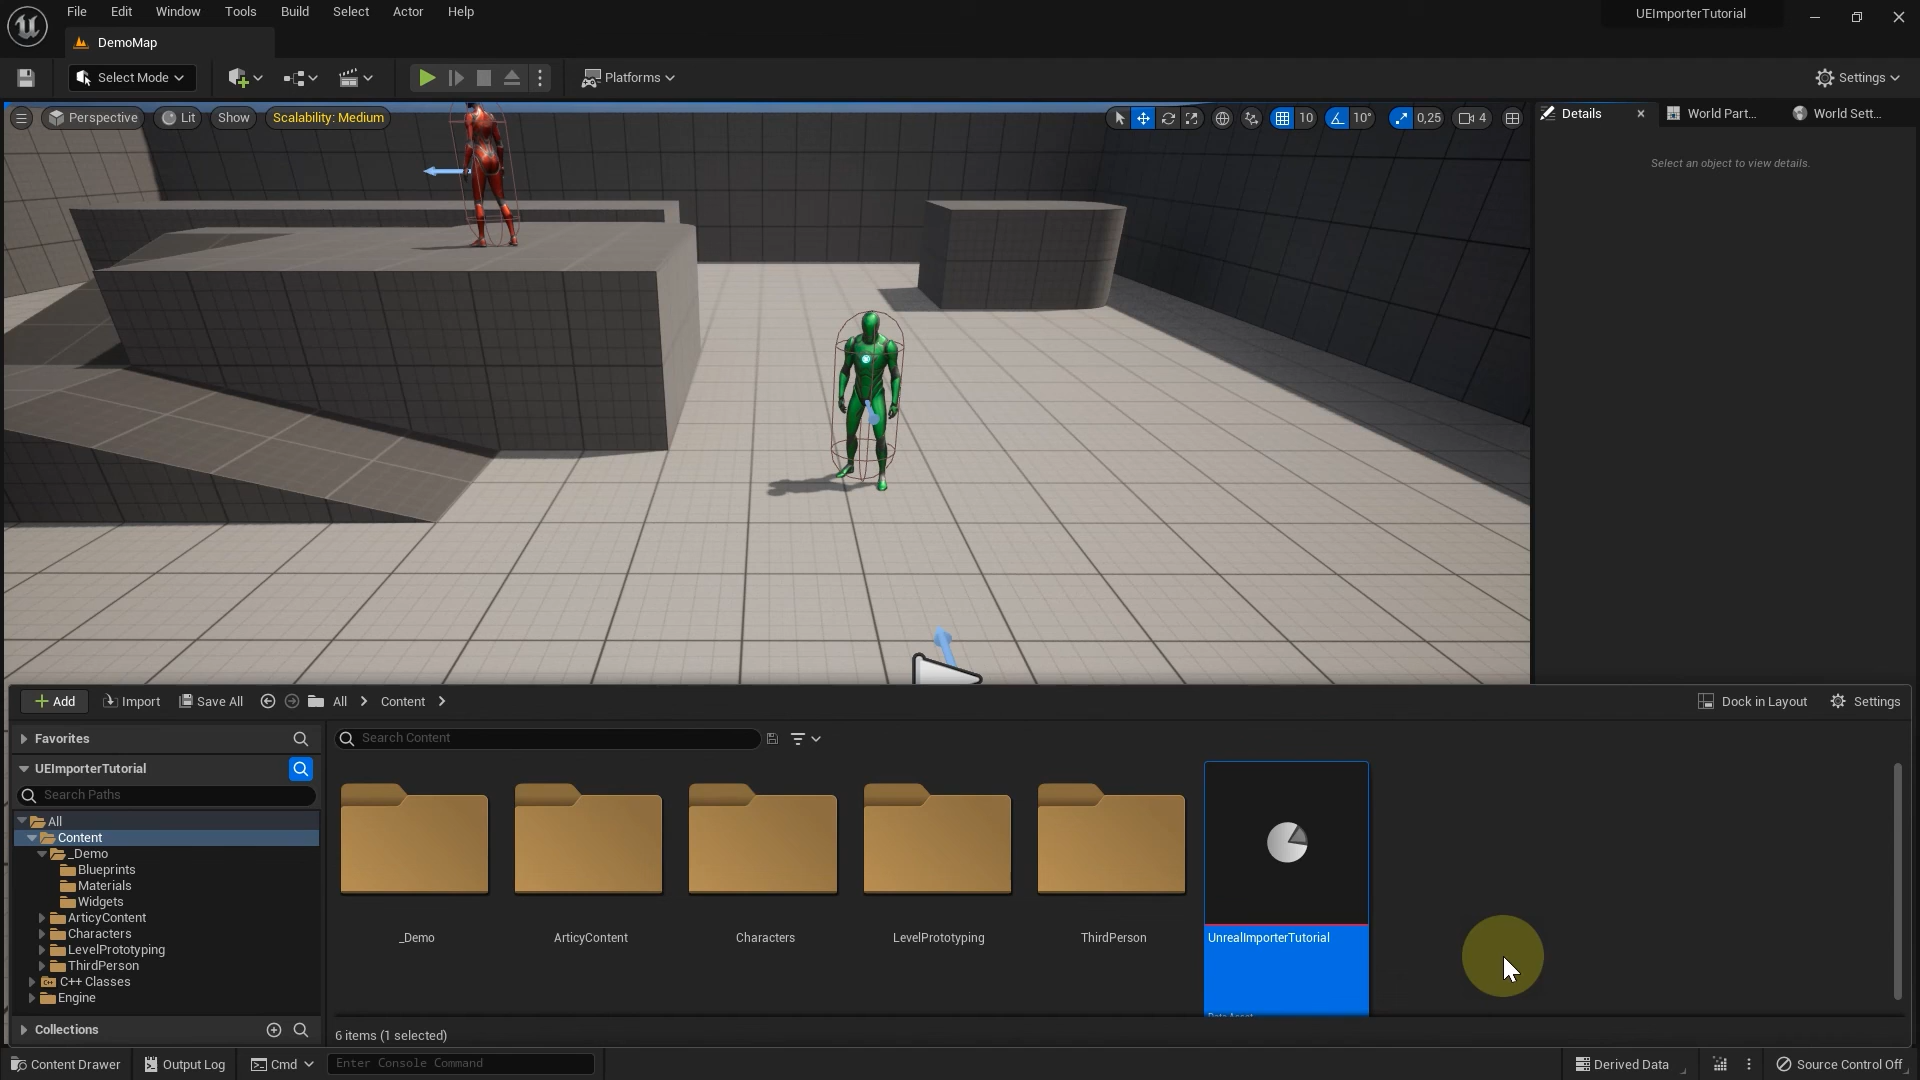 File Edit Window Tools Build Select Actor Help
UEImporterTutorial
DemoMap
Select Mode
Platforms
Settings
Perspective
Lit
Show
Scalability: Medium
10
10°
0,25
4
Details
World Part...
World Sett...
Select an object to view details.
Add
Import
Save All
All
Content
Dock in Layout
Settings
Favorites
Search Content
UEImporterTutorial
Search Paths
All
Content
_Demo
Blueprints
Materials
Widgets
ArticyContent
Characters
LevelPrototyping
ThirdPerson
C++ Classes
Engine
_Demo
ArticyContent
Characters
LevelPrototyping
ThirdPerson
UnrealImporterTutorial
Data Asset
Collections
6 items (1 selected)
Content Drawer
Output Log
Cmd
Enter Console Command
Derived Data
Source Control Off